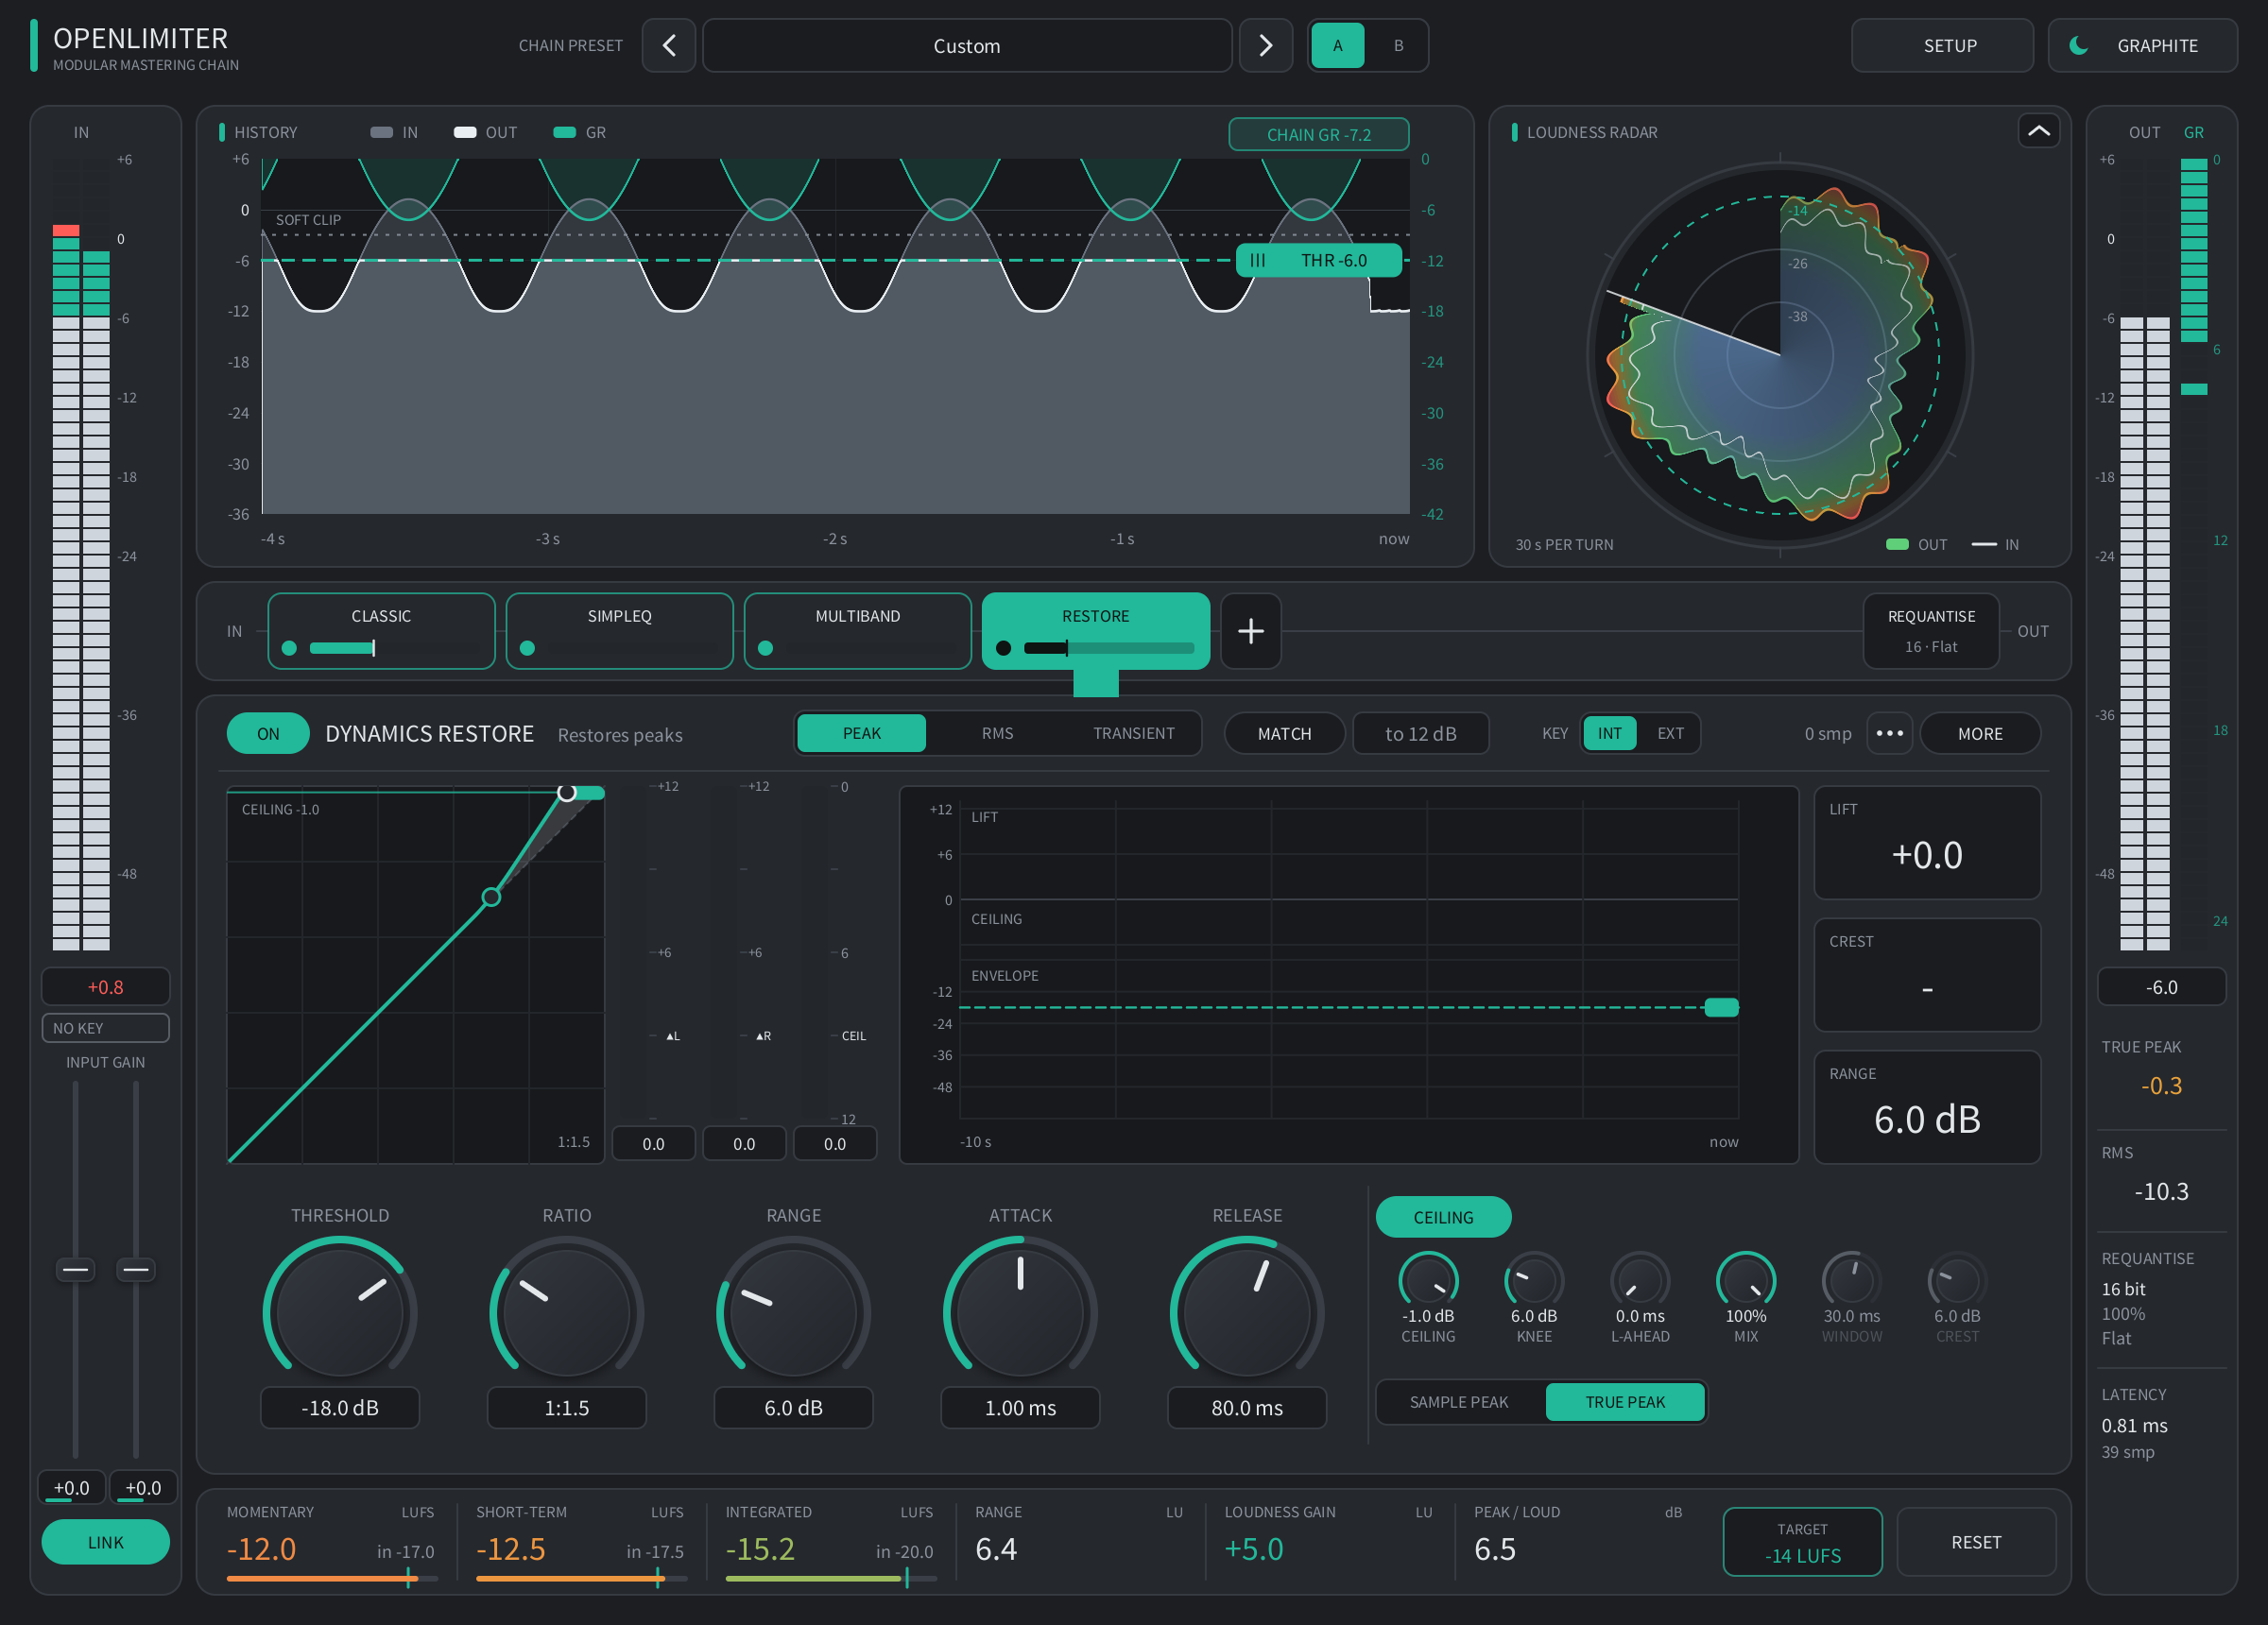 OPENLIMITER
MODULAR MASTERING CHAIN
CHAIN PRESET
Custom
A
B
SETUP
GRAPHITE
IN
+6
0
-6
-12
-18
-24
-36
-48
+0.8
NO KEY
INPUT GAIN
+0.0
+0.0
LINK
HISTORY
IN
OUT
GR
CHAIN GR -7.2
+6
0
-6
-12
-18
-24
-30
-36
SOFT CLIP
THR -6.0
0
-6
-12
-18
-24
-30
-36
-42
-4 s
-3 s
-2 s
-1 s
now
LOUDNESS RADAR
-14
-26
-38
30 s PER TURN
OUT
IN
IN
CLASSIC
SIMPLEQ
MULTIBAND
RESTORE
REQUANTISE
16 · Flat
OUT
ON
DYNAMICS RESTORE
Restores peaks
PEAK
RMS
TRANSIENT
MATCH
to 12 dB
KEY
INT
EXT
0 smp
MORE
CEILING -1.0
1:1.5
+12
+6
▲L
0.0
+12
+6
▲R
0.0
0
6
CEIL
12
0.0
+12
+6
0
-12
-24
-36
-48
LIFT
CEILING
ENVELOPE
-10 s
now
LIFT
+0.0
CREST
-
RANGE
6.0 dB
THRESHOLD
-18.0 dB
RATIO
1:1.5
RANGE
6.0 dB
ATTACK
1.00 ms
RELEASE
80.0 ms
CEILING
-1.0 dB
CEILING
6.0 dB
KNEE
0.0 ms
L-AHEAD
100%
MIX
30.0 ms
WINDOW
6.0 dB
CREST
SAMPLE PEAK
TRUE PEAK
MOMENTARY
LUFS
-12.0
in -17.0
SHORT-TERM
LUFS
-12.5
in -17.5
INTEGRATED
LUFS
-15.2
in -20.0
RANGE
LU
6.4
LOUDNESS GAIN
LU
+5.0
PEAK / LOUD
dB
6.5
TARGET
-14 LUFS
RESET
OUT
GR
+6
0
-6
-12
-18
-24
-36
-48
0
6
12
18
24
-6.0
TRUE PEAK
-0.3
RMS
-10.3
REQUANTISE
16 bit
100%
Flat
LATENCY
0.81 ms
39 smp